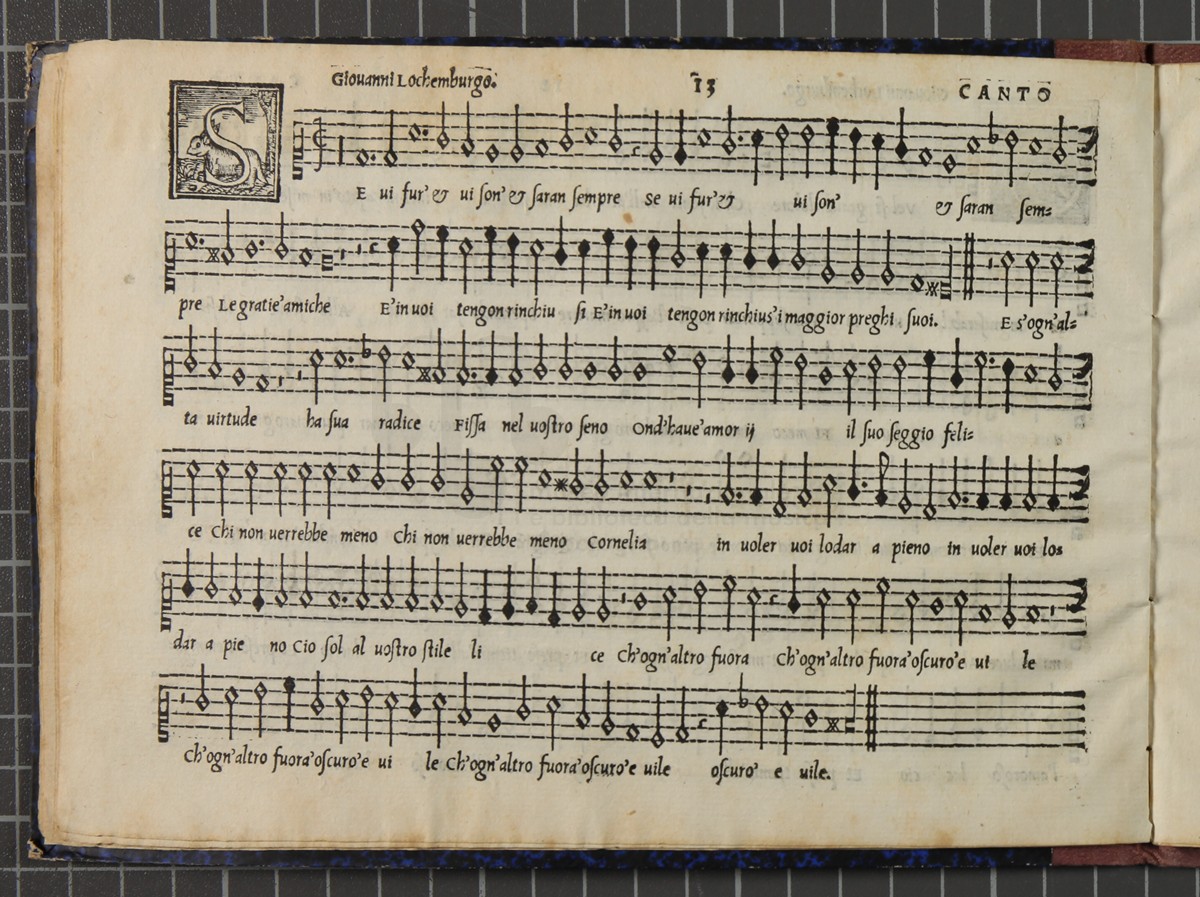 Giouanni Lochemburgo. 13 CANTO
SE ui fur' & ui son' & saran sempre se ui fur' & ui son' & saran sem=
pre Le gratie'amiche E'in uoi tengon rinchiu si E'in uoi tengon rinchius'i maggior preghi suoi. E s'ogn'al=
ta uirtude ha sua radice Fissa nel uostro seno Ond'haue'amor ij il suo seggio feli=
ce Chi non uerrebbe meno Chi non uerrebbe meno Cornelia in uoler uoi lodar a pieno in uoler uoi lo=
dar a pie no Cio sol al uostro stile li ce Ch'ogn'altro fuora Ch'ogn'altro fuora'oscuro'e ui le
Ch'ogn'altro fuora'oscuro'e ui le Ch'ogn'altro fuora'oscuro'e uile oscuro' e uile.